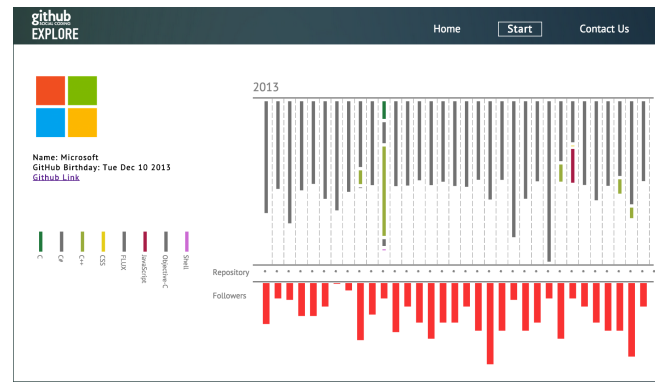 github
SOCIAL CODING
EXPLORE
Home
Start
Contact Us
2013
Name: Microsoft
GitHub Birthday: Tue Dec 10 2013
Github Link
C
C#
C++
CSS
FLUX
JavaScript
Objective-C
Shell
Repository
Followers